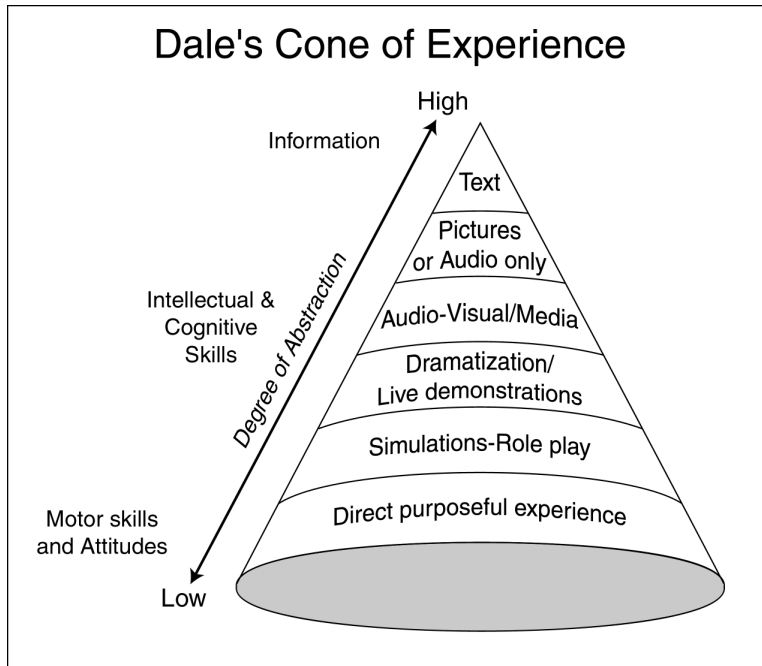 Dale's Cone of Experience
High
Information
Text
Pictures
or Audio only
Intellectual &
Cognitive
Skills
Degree of Abstraction
Audio-Visual/Media
Dramatization/
Live demonstrations
Simulations-Role play
Motor skills
and Attitudes
Direct purposeful experience
Low